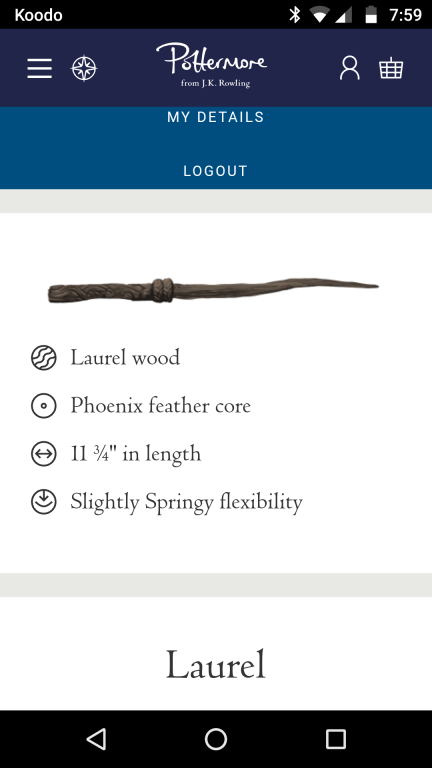 Koodo
7:59
Pottermore
from J.K. Rowling
MY DETAILS
LOGOUT
Laurel wood
Phoenix feather core
11 ¾" in length
Slightly Springy flexibility
Laurel